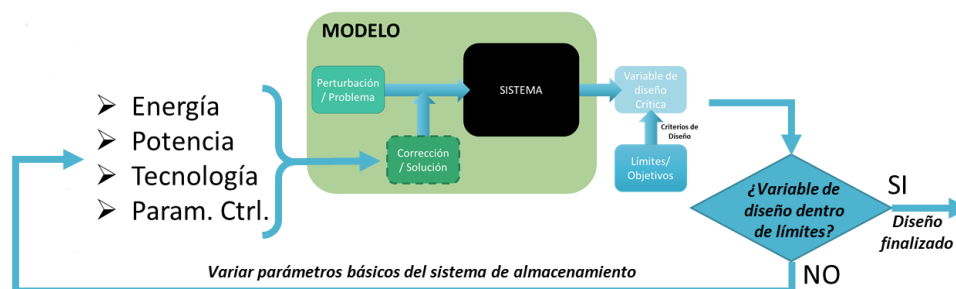 MODELO
Perturbación
/ Problema
SISTEMA
Variable de
diseño
Crítica
➢ Energía
➢ Potencia
➢ Tecnología
➢ Param. Ctrl.
Corrección
/ Solución
Criterios de
Diseño
Límites/
Objetivos
¿Variable de
diseño dentro
de límites?
SI
Diseño
finalizado
NO
Variar parámetros básicos del sistema de almacenamiento